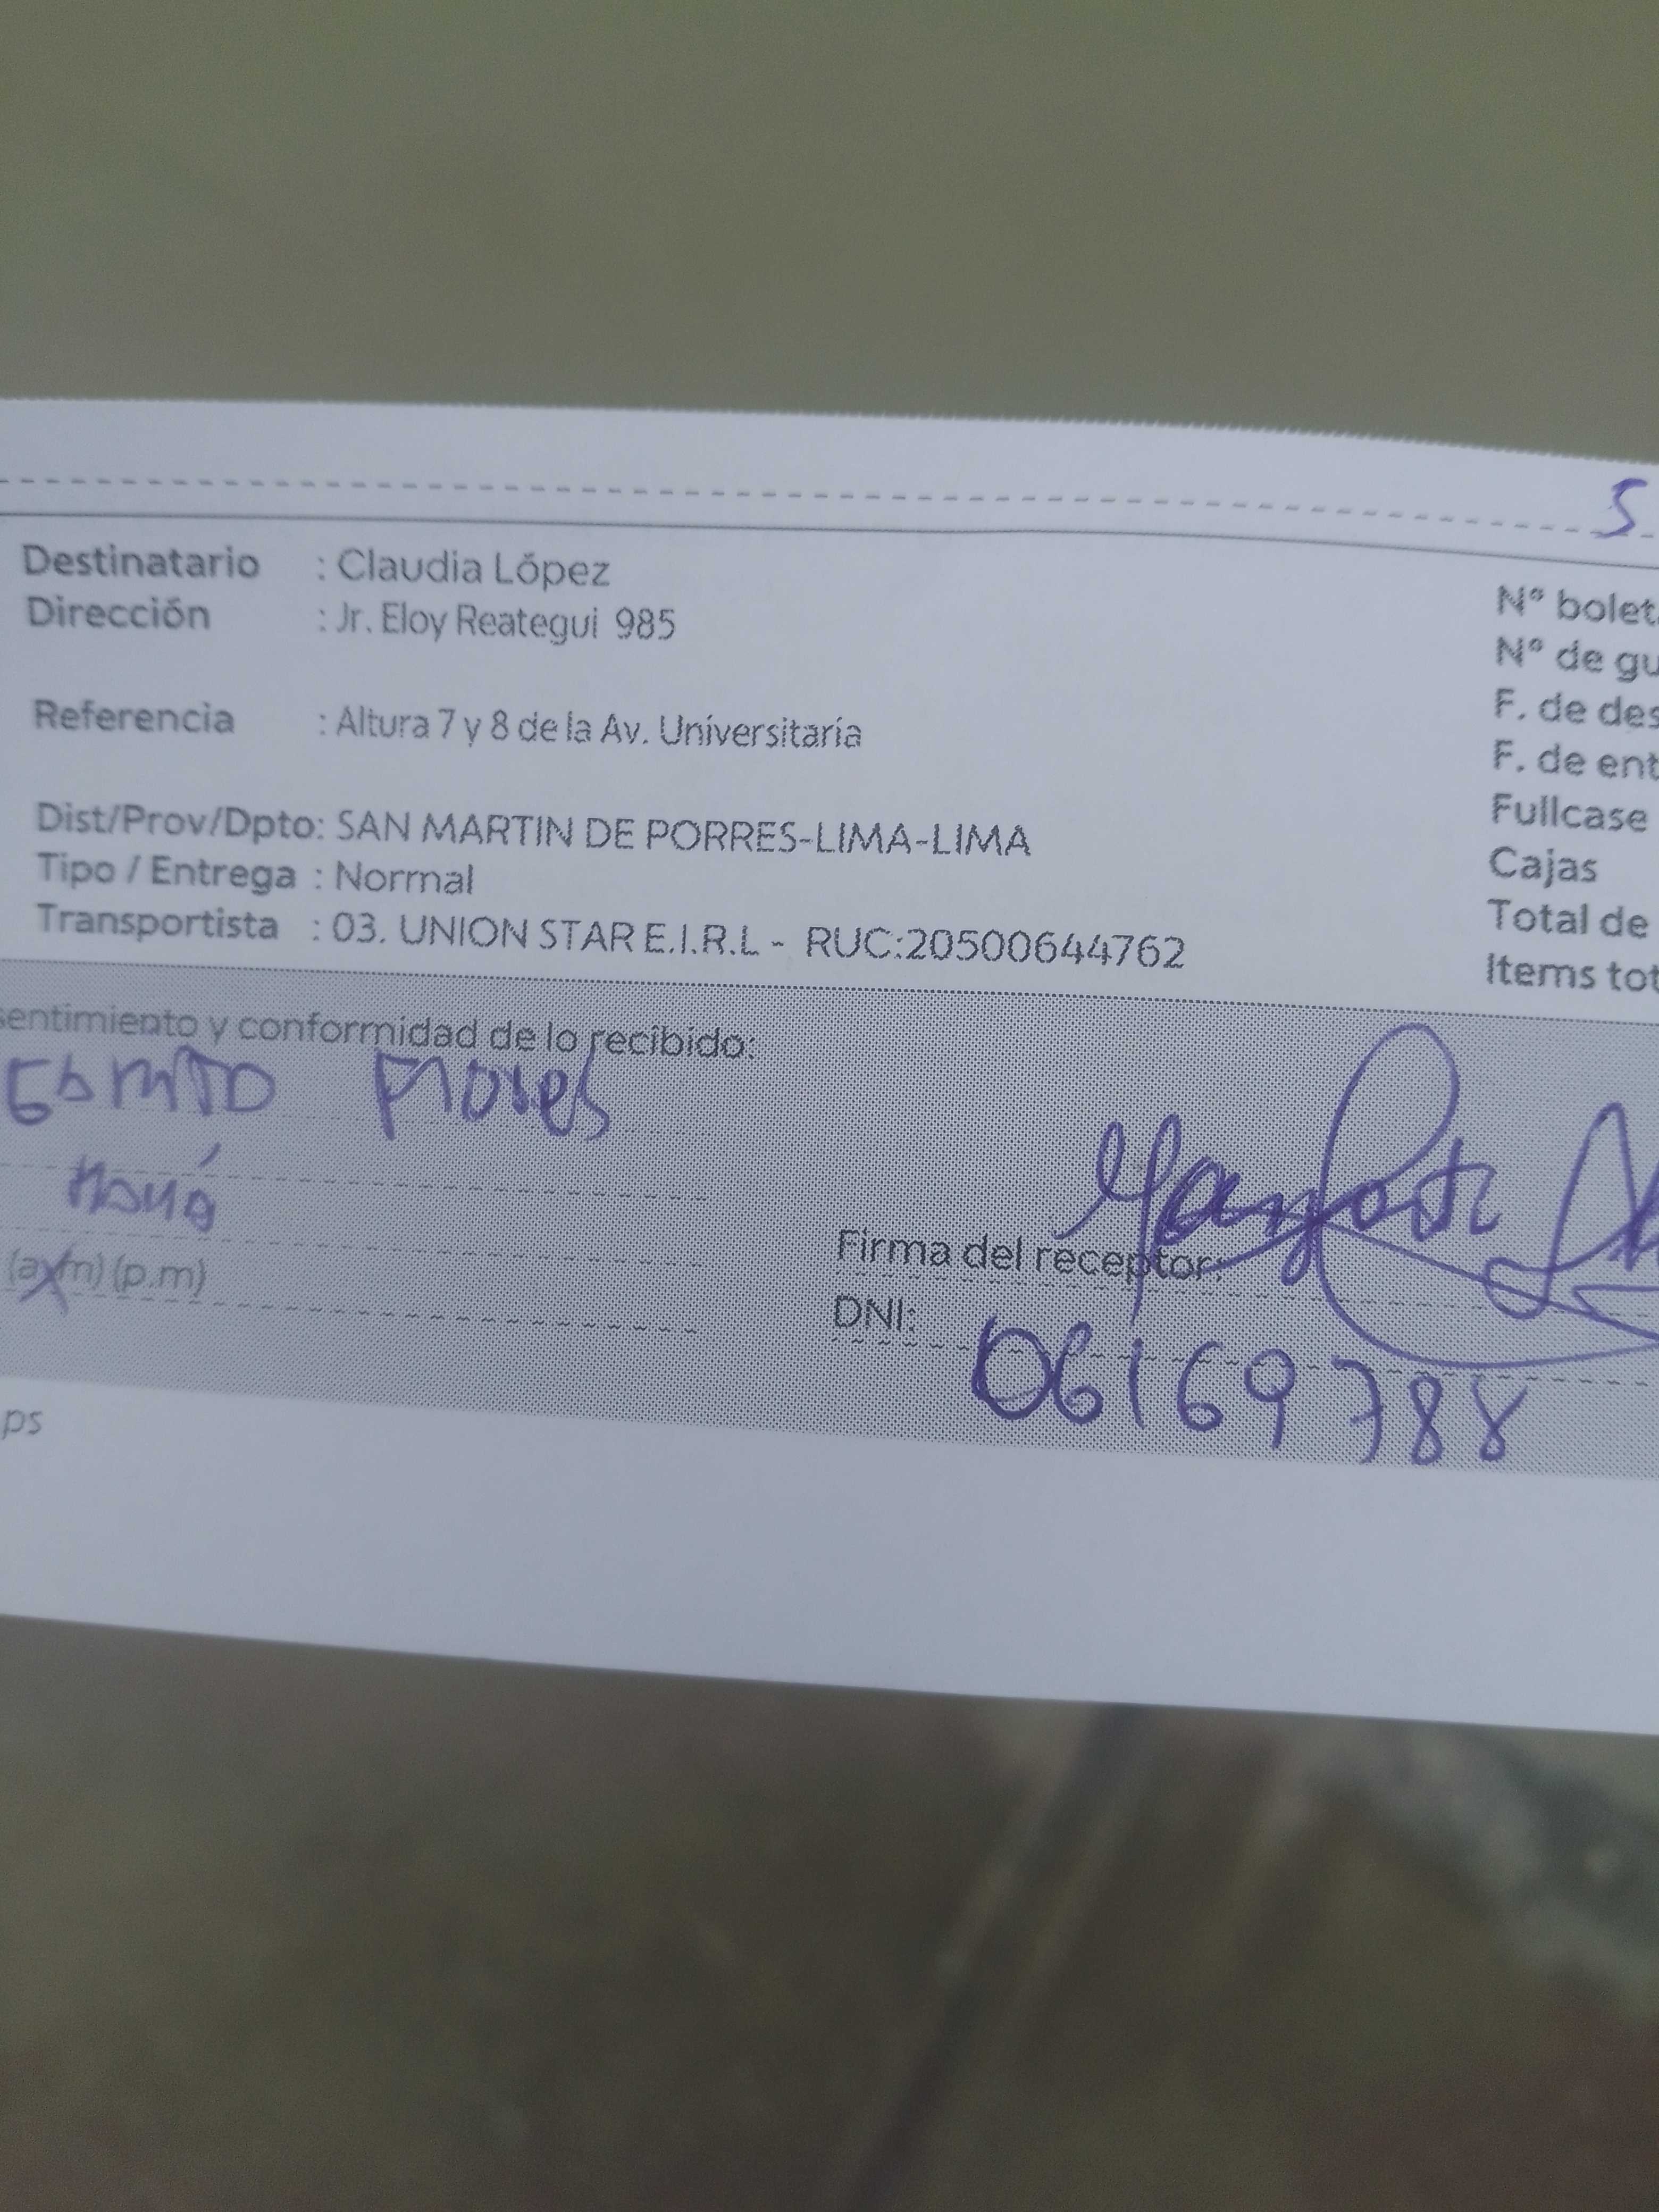 S
Destinatario : Claudia López
Dirección : Jr. Eloy Reategui 985
Referencia : Altura 7 y 8 de la Av. Universitaria
Dist/Prov/Dpto: SAN MARTIN DE PORRES-LIMA-LIMA
Tipo / Entrega : Normal
Transportista : 03. UNION STAR E.I.R.L - RUC:20500644762
N° bolet
N° de gu
F. de des
F. de ent
Fullcase
Cajas
Total de
Items tot
sentimiento y conformidad de lo recibido:
Flores
mamá
(a.m) (p.m)
Firma del receptor:
DNI: 06169788
ps